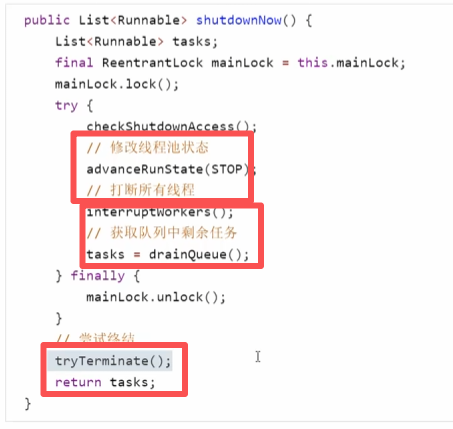 public List<Runnable> shutdownNow() {
List<Runnable> tasks;
final ReentrantLock mainLock = this.mainLock;
mainLock.lock();
try {
checkShutdownAccess();
// 修改线程池状态
advanceRunState(STOP);
// 打断所有线程
interruptWorkers();
// 获取队列中剩余任务
tasks = drainQueue();
} finally {
mainLock.unlock();
}
// 尝试终结
tryTerminate();
return tasks;
}